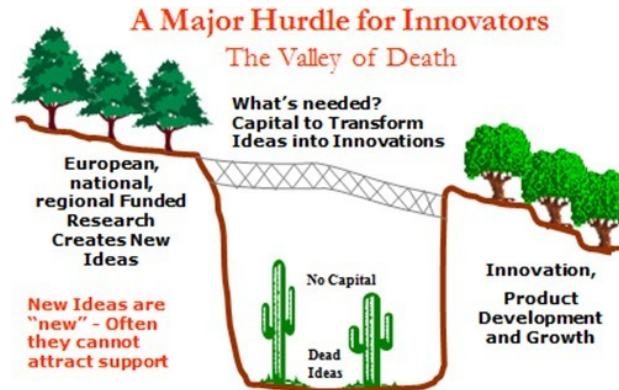 A Major Hurdle for Innovators
The Valley of Death
What's needed?
Capital to Transform
Ideas into Innovations
European,
national,
regional Funded
Research
Creates New
Ideas
New Ideas are
"new" - Often
they cannot
attract support
No Capital
Dead
Ideas
Innovation,
Product
Development
and Growth